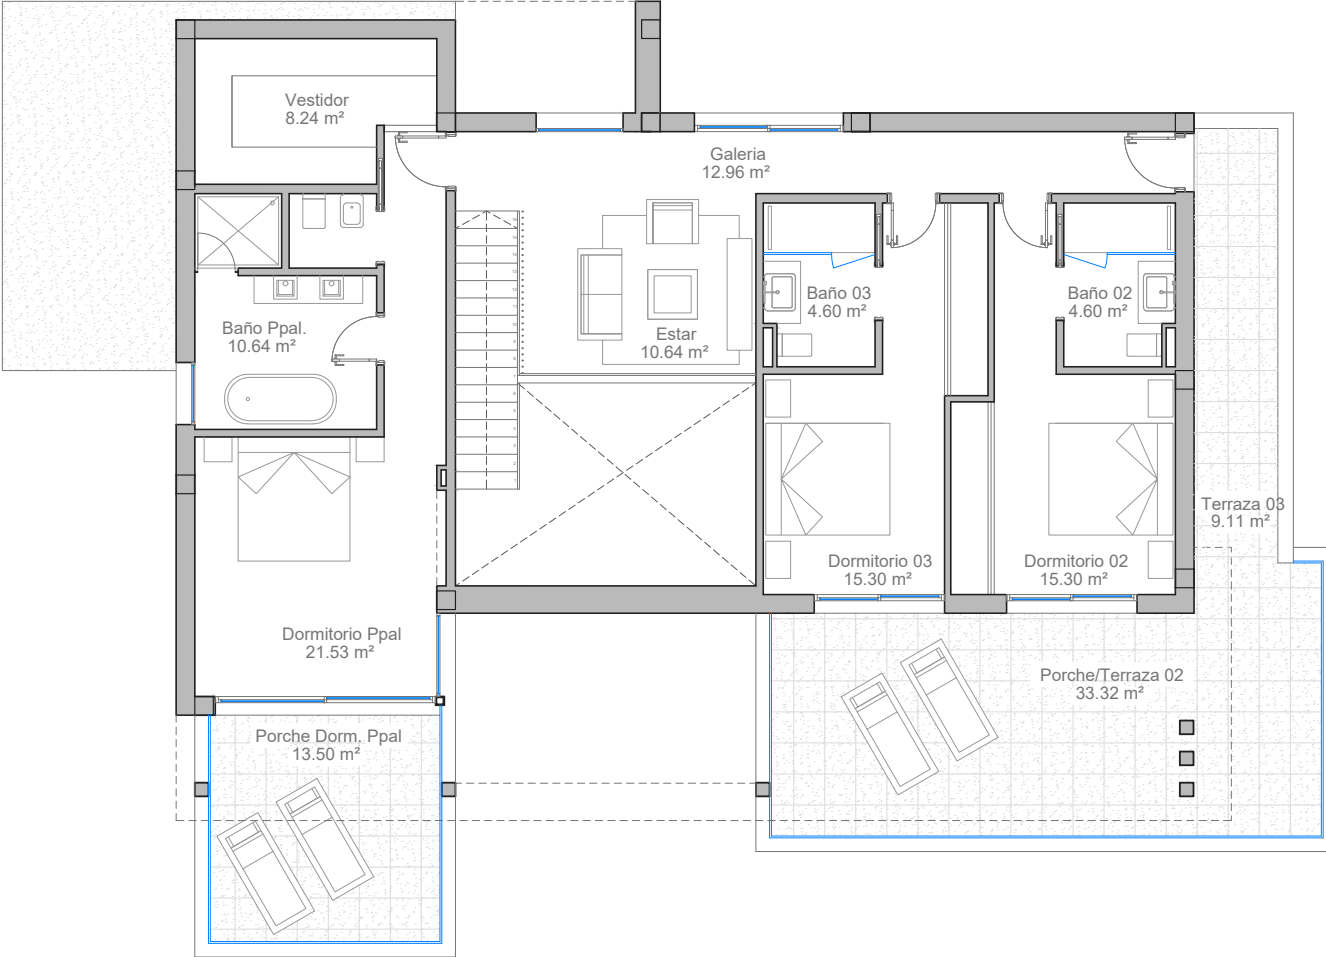 Vestidor
8.24 m²
Galeria
12.96 m²
Baño 03
4.60 m²
Baño 02
4.60 m²
Baño Ppal.
10.64 m²
Estar
10.64 m²
Terraza 03
9.11 m²
Dormitorio 03
15.30 m²
Dormitorio 02
15.30 m²
Dormitorio Ppal
21.53 m²
Porche/Terraza 02
33.32 m²
Porche Dorm. Ppal
13.50 m²